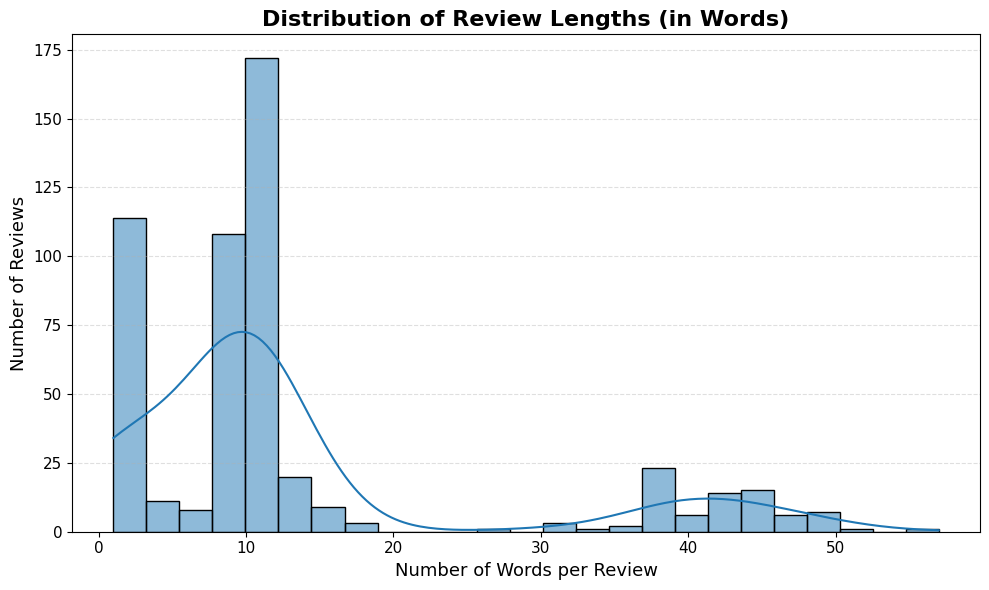 Distribution of Review Lengths (in Words)
175
150
125
100
75
50
25
0
Number of Reviews
0 10 20 30 40 50
Number of Words per Review